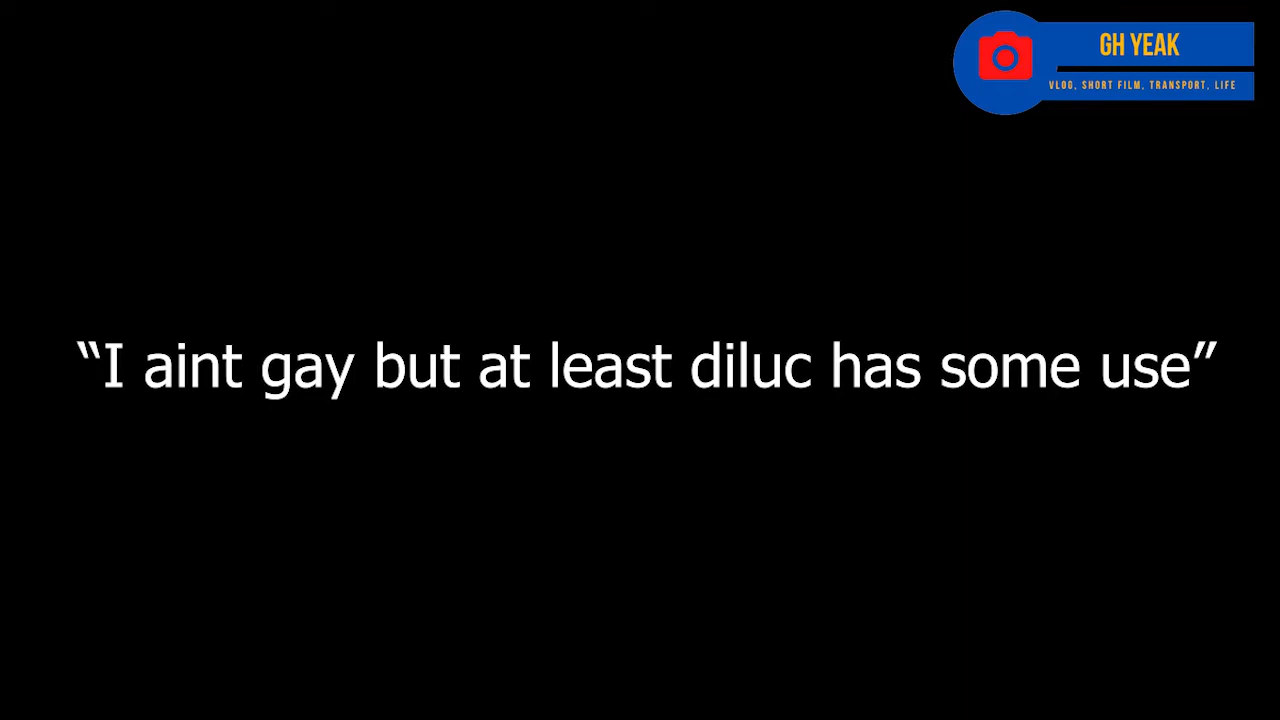 GH YEAK
VLOG, SHORT FILM, TRANSPORT, LIFE
“I aint gay but at least diluc has some use”